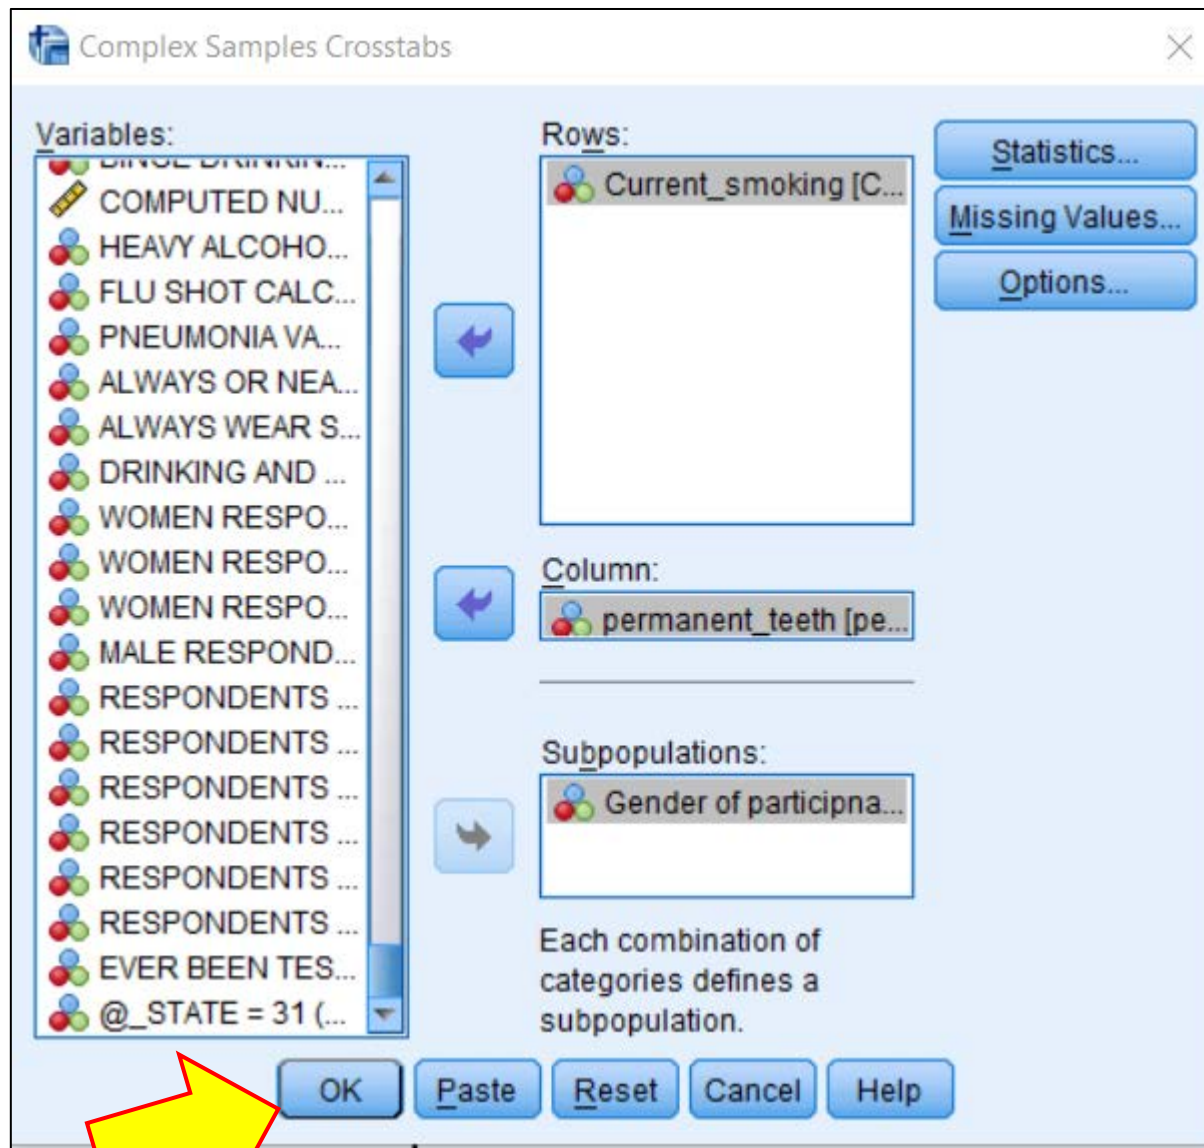 Complex Samples Crosstabs
Variables:
BINGE DRINKIN...
COMPUTED NU...
HEAVY ALCOHO...
FLU SHOT CALC...
PNEUMONIA VA...
ALWAYS OR NEA...
ALWAYS WEAR S...
DRINKING AND ...
WOMEN RESPO...
WOMEN RESPO...
WOMEN RESPO...
MALE RESPOND...
RESPONDENTS ...
RESPONDENTS ...
RESPONDENTS ...
RESPONDENTS ...
RESPONDENTS ...
RESPONDENTS ...
EVER BEEN TES...
@_STATE = 31 (...
Rows:
Current_smoking [C...
Column:
permanent_teeth [pe...
Subpopulations:
Gender of participna...
Each combination of
categories defines a
subpopulation.
Statistics...
Missing Values...
Options...
OK
Paste
Reset
Cancel
Help